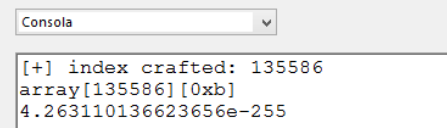 Consola
[+] index crafted: 135586
array[135586][0xb]
4.263110136623656e-255